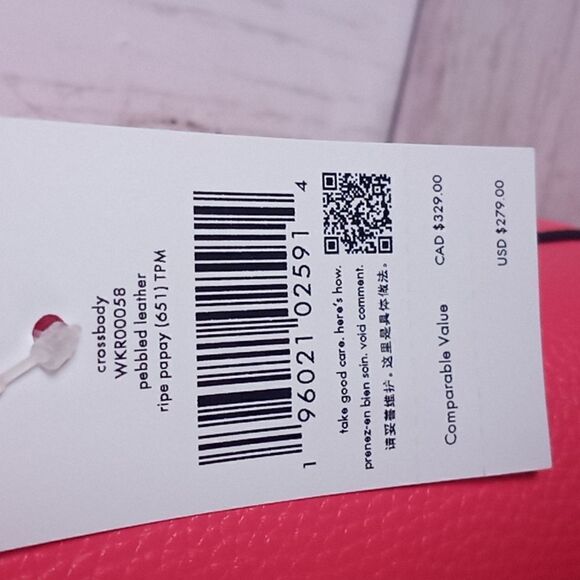 crossbody
WKR00058
pebbled leather
ripe papay (651) TPM
1 96021 02591 4
take good care. here's how.
prenez-en bien soin. void comment.
请妥善维护。这里是具体做法。
Comparable Value CAD $329.00
USD $279.00